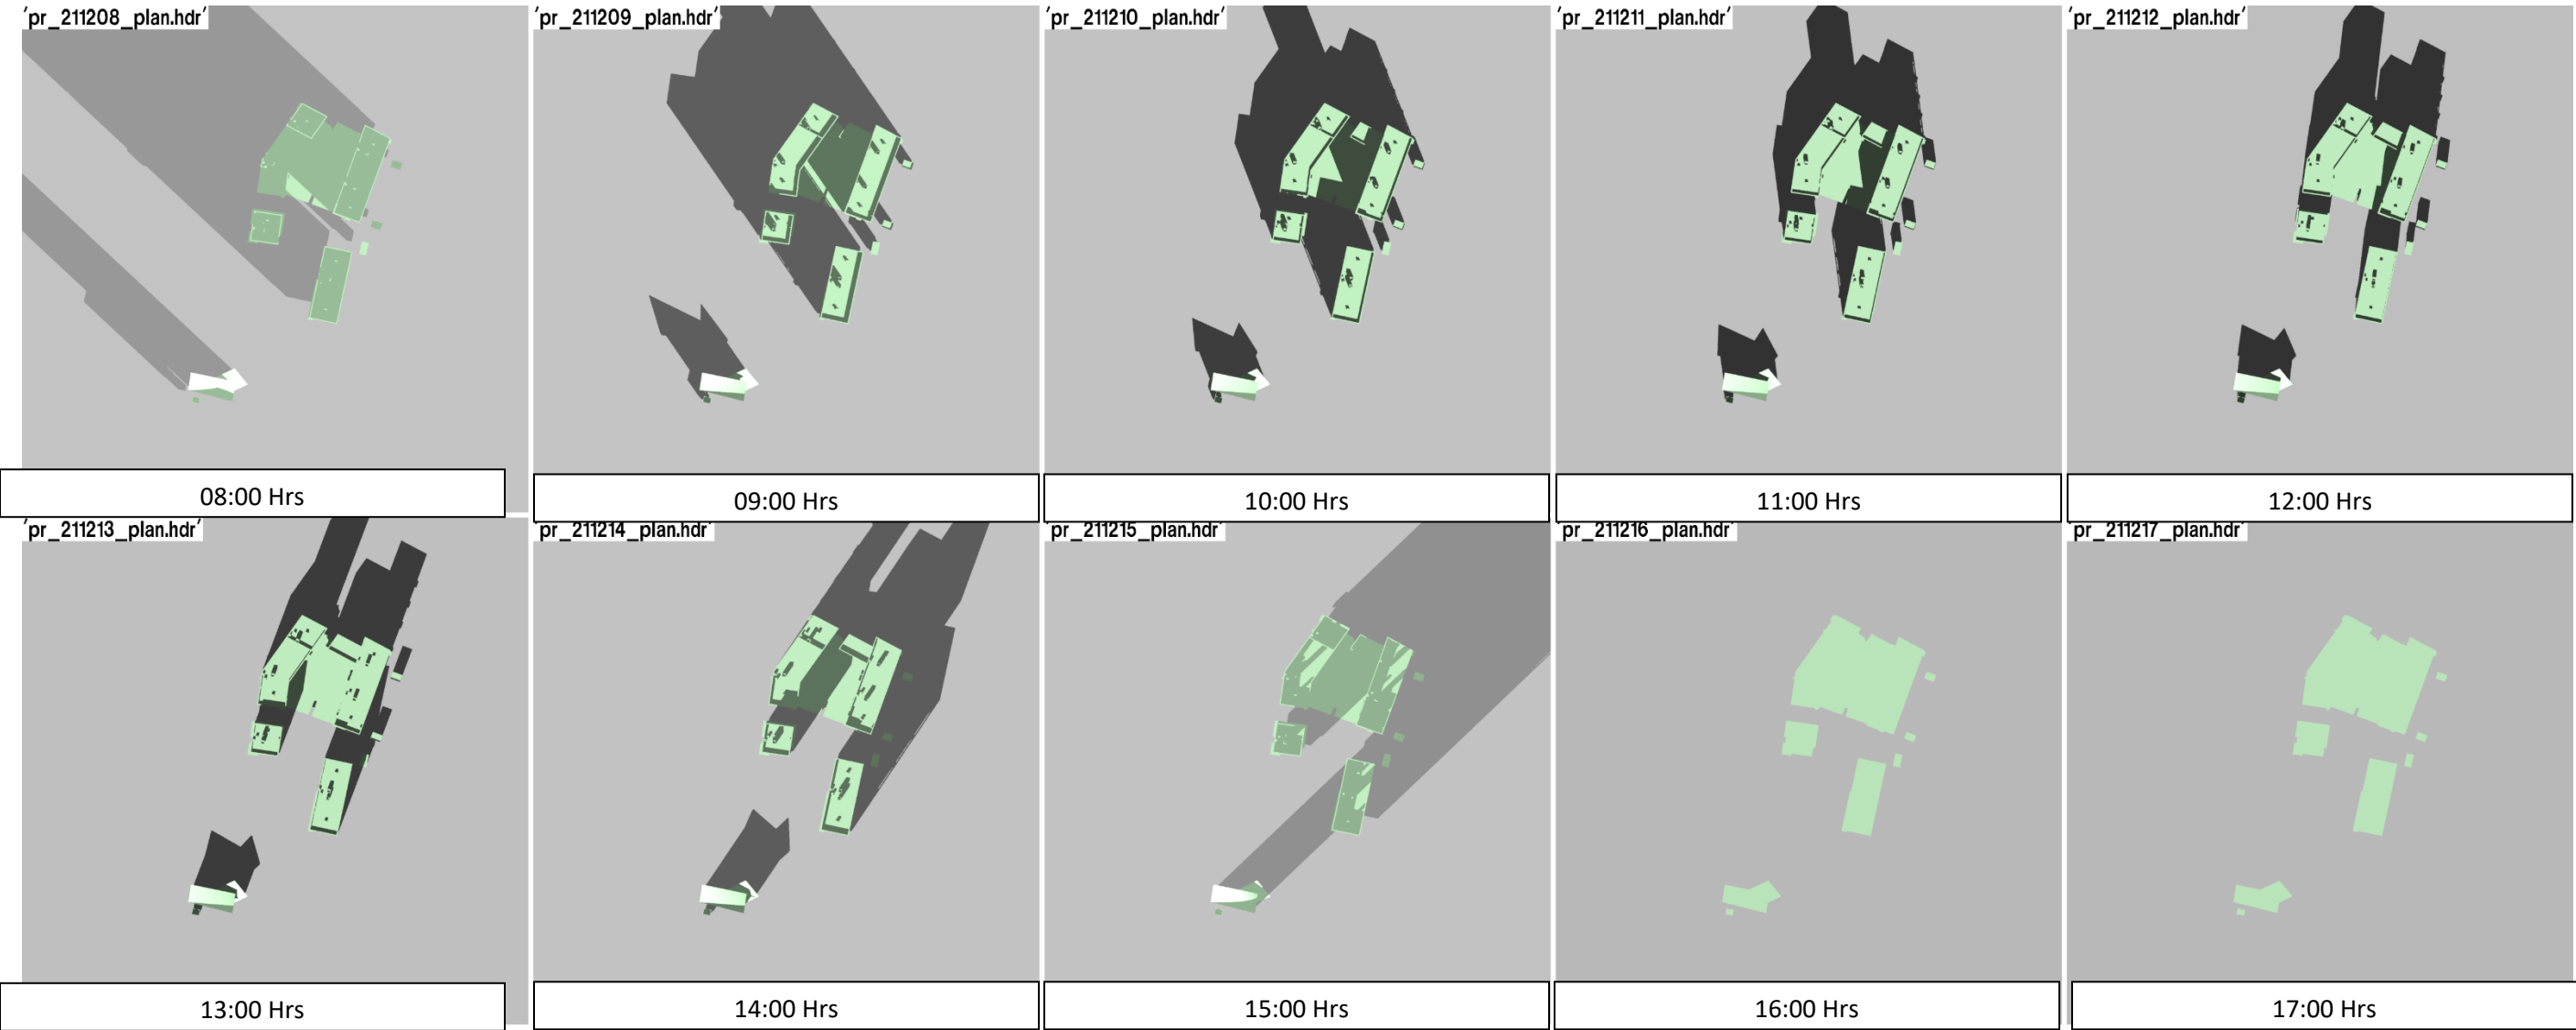 'pr_211208_plan.hdr'
'pr_211209_plan.hdr'
'pr_211210_plan.hdr'
'pr_211211_plan.hdr'
'pr_211212_plan.hdr'
08:00 Hrs
09:00 Hrs
10:00 Hrs
11:00 Hrs
12:00 Hrs
'pr_211213_plan.hdr'
'pr_211214_plan.hdr'
'pr_211215_plan.hdr'
'pr_211216_plan.hdr'
'pr_211217_plan.hdr'
13:00 Hrs
14:00 Hrs
15:00 Hrs
16:00 Hrs
17:00 Hrs